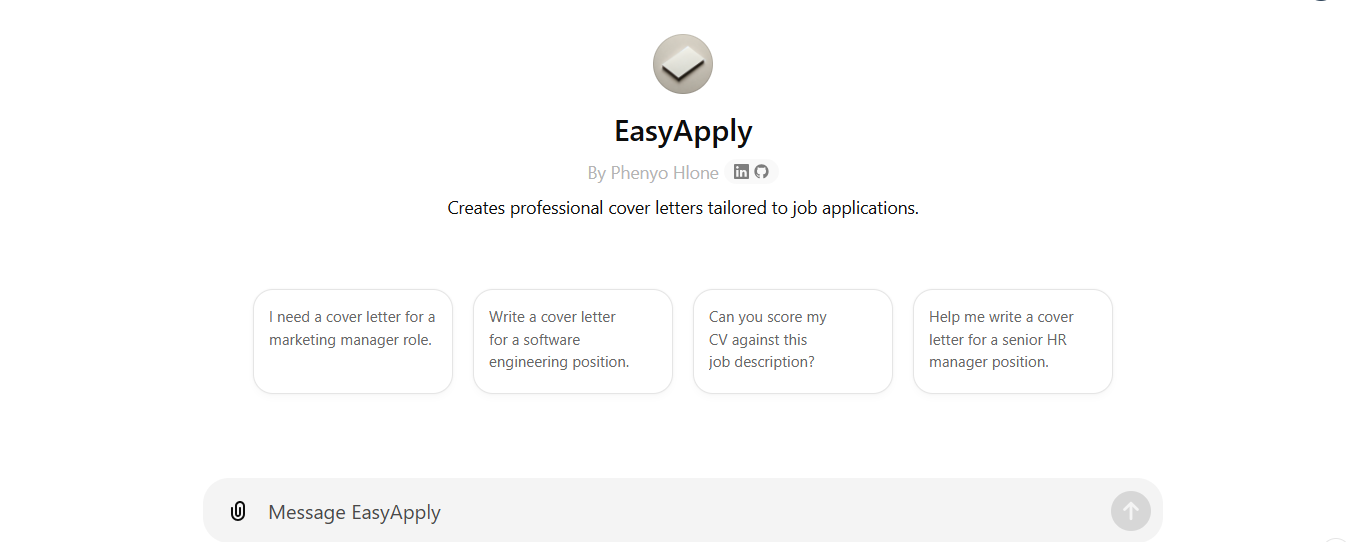 EasyApply
By Phenyo Hlone
Creates professional cover letters tailored to job applications.
I need a cover letter for a
marketing manager role.
Write a cover letter
for a software
engineering position.
Can you score my
CV against this
job description?
Help me write a cover
letter for a senior HR
manager position.
Message EasyApply